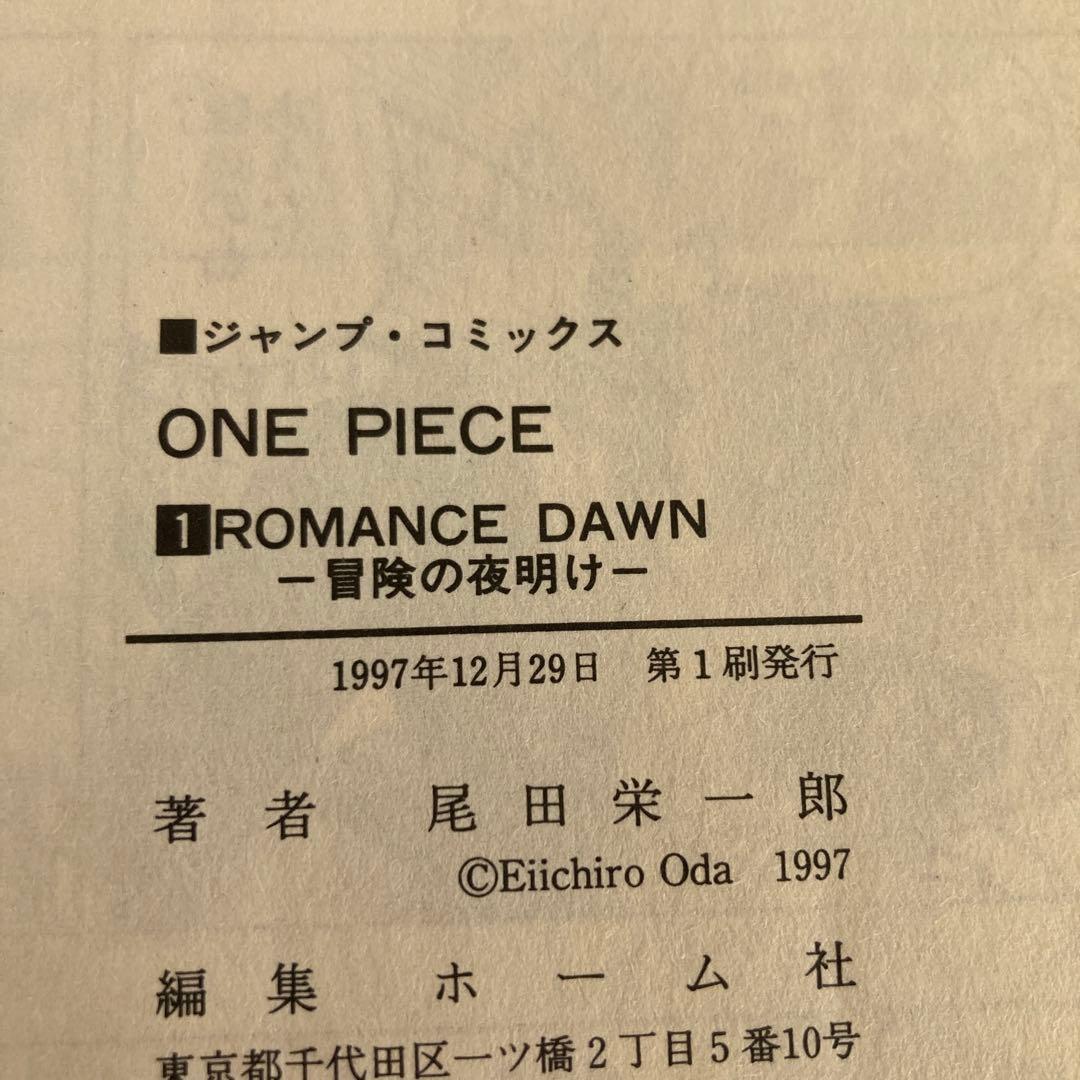 ■ジャンプ・コミックス
ONE PIECE
1 ROMANCE DAWN
－冒険の夜明け－
1997年12月29日　第1刷発行
著者　尾田栄一郎
©Eiichiro Oda 1997
編集　ホーム社
東京都千代田区一ツ橋2丁目5番10号